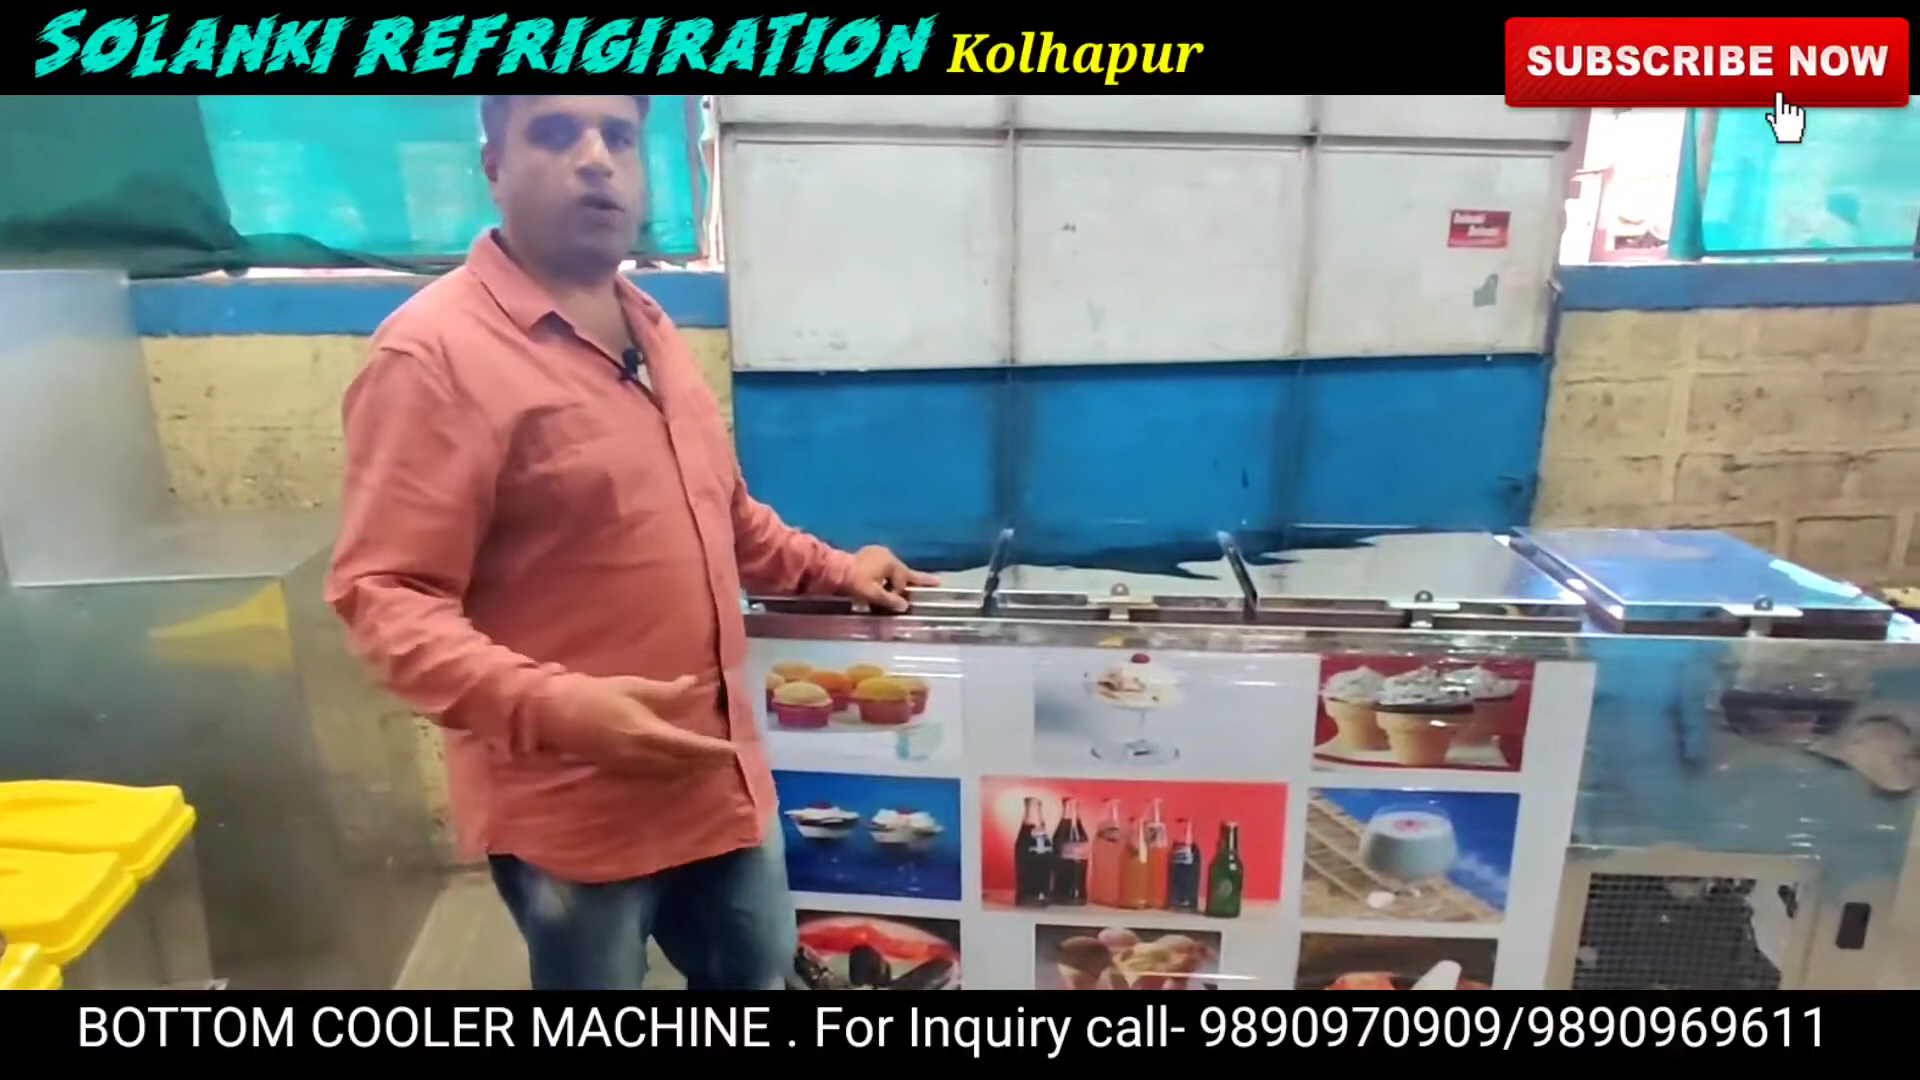 SOLANKI REFRIGIRATION Kolhapur
SUBSCRIBE NOW
BOTTOM COOLER MACHINE . For Inquiry call- 9890970909/9890969611